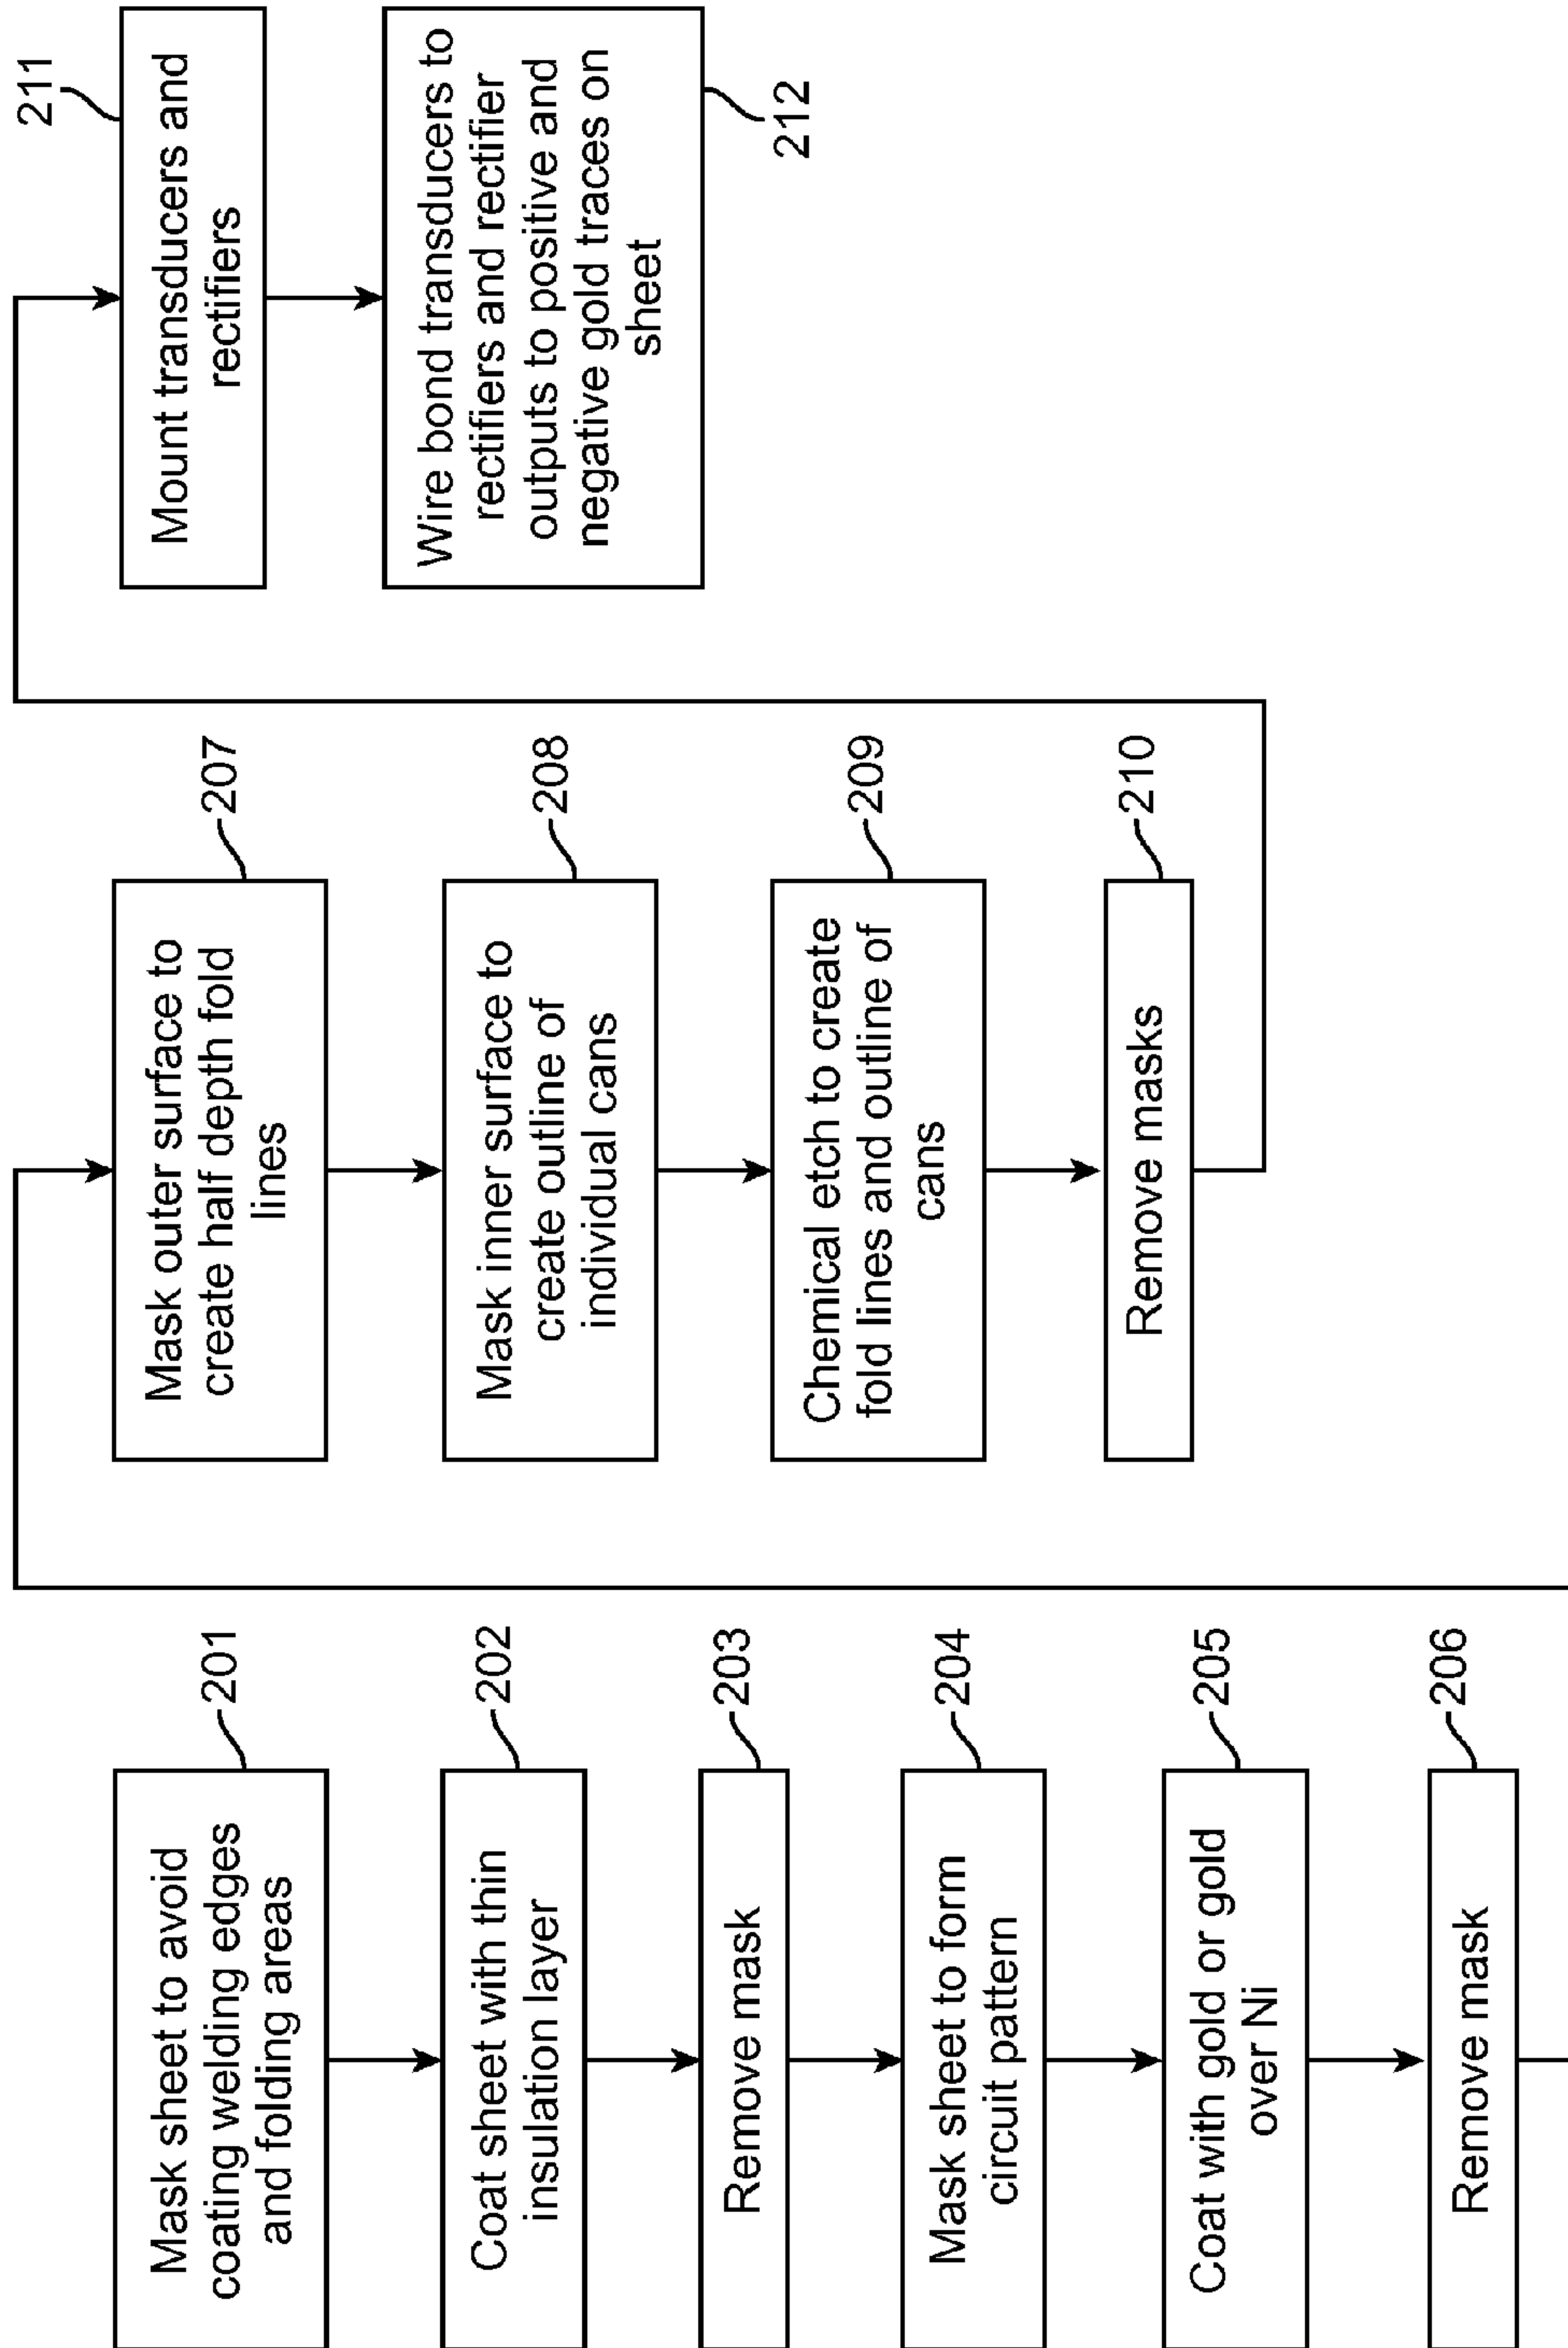 Mask sheet to avoid
coating welding edges
and folding areas
201
Coat sheet with thin
insulation layer
202
Remove mask
203
Mask sheet to form
circuit pattern
204
Coat with gold or gold
over Ni
205
Remove mask
206
Mask outer surface to
create half depth fold
lines
207
Mask inner surface to
create outline of
individual cans
208
Chemical etch to create
fold lines and outline of
cans
209
Remove masks
210
Mount transducers and
rectifiers
211
Wire bond transducers to
rectifiers and rectifier
outputs to positive and
negative gold traces on
sheet
212